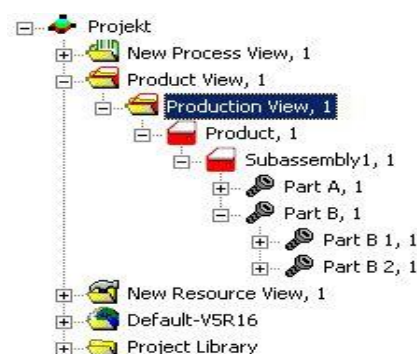 Projekt
New Process View, 1
Product View, 1
Production View, 1
Product, 1
Subassembly1, 1
Part A, 1
Part B, 1
Part B 1, 1
Part B 2, 1
New Resource View, 1
Default-V5R16
Project Library